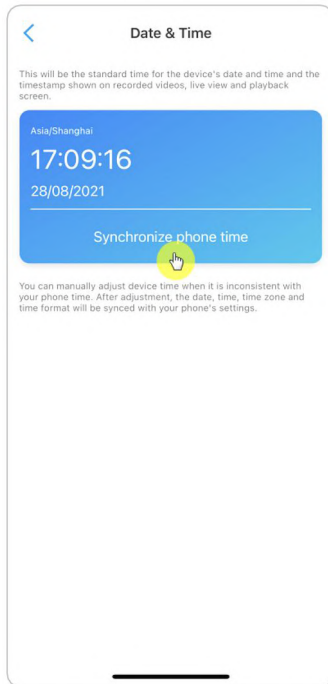 Date & Time
This will be the standard time for the device's date and time and the
timestamp shown on recorded videos, live view and playback
screen.
Asia/Shanghai
17:09:16
28/08/2021
Synchronize phone time
You can manually adjust device time when it is inconsistent with
your phone time. After adjustment, the date, time, time zone and
time format will be synced with your phone's settings.